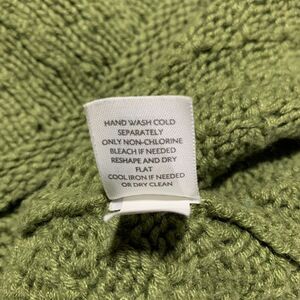 HAND WASH COLD
SEPARATELY
ONLY NON-CHLORINE
BLEACH IF NEEDED
RESHAPE AND DRY
FLAT
COOL IRON IF NEEDED
OR DRY CLEAN